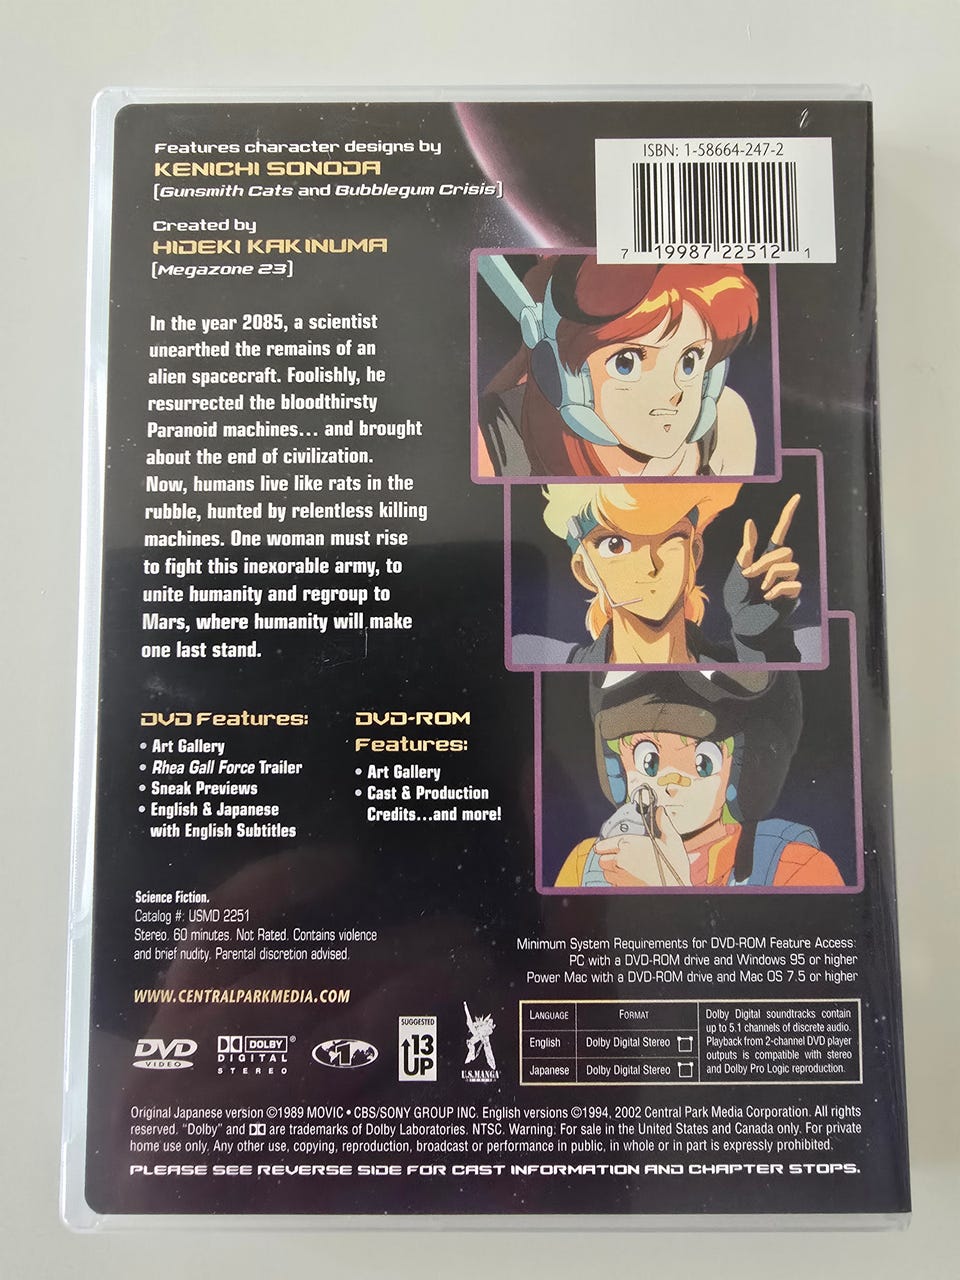 Features character designs by
KENICHI SONODA
[Gunsmith Cats and Bubblegum Crisis]
Created by
HIDEKI KAKINUMA
[Megazone 23]
ISBN: 1-58664-247-2
7 19987 22512 1
In the year 2085, a scientist
unearthed the remains of an
alien spacecraft. Foolishly, he
resurrected the bloodthirsty
Paranoid machines... and brought
about the end of civilization.
Now, humans live like rats in the
rubble, hunted by relentless killing
machines. One woman must rise
to fight this inexorable army, to
unite humanity and regroup to
Mars, where humanity will make
one last stand.
DVD Features:
• Art Gallery
• Rhea Gall Force Trailer
• Sneak Previews
• English & Japanese
with English Subtitles
DVD-ROM
Features:
• Art Gallery
• Cast & Production
Credits...and more!
Science Fiction.
Catalog #: USMD 2251
Stereo. 60 minutes. Not Rated. Contains violence
and brief nudity. Parental discretion advised.
WWW.CENTRALPARKMEDIA.COM
Minimum System Requirements for DVD-ROM Feature Access:
PC with a DVD-ROM drive and Windows 95 or higher
Power Mac with a DVD-ROM drive and Mac OS 7.5 or higher
DVD
VIDEO
DOLBY
DIGITAL
STEREO
1
SUGGESTED
13
UP
U.S. MANGA
LANGUAGE FORMAT
English Dolby Digital Stereo
Japanese Dolby Digital Stereo
Dolby Digital soundtracks contain
up to 5.1 channels of discrete audio.
Playback from 2-channel DVD player
outputs is compatible with stereo
and Dolby Pro Logic reproduction.
Original Japanese version ©1989 MOVIC • CBS/SONY GROUP INC. English versions ©1994, 2002 Central Park Media Corporation. All rights
reserved. "Dolby" and are trademarks of Dolby Laboratories. NTSC. Warning: For sale in the United States and Canada only. For private
home use only. Any other use, copying, reproduction, broadcast or performance in public, in whole or in part is expressly prohibited.
PLEASE SEE REVERSE SIDE FOR CAST INFORMATION AND CHAPTER STOPS.